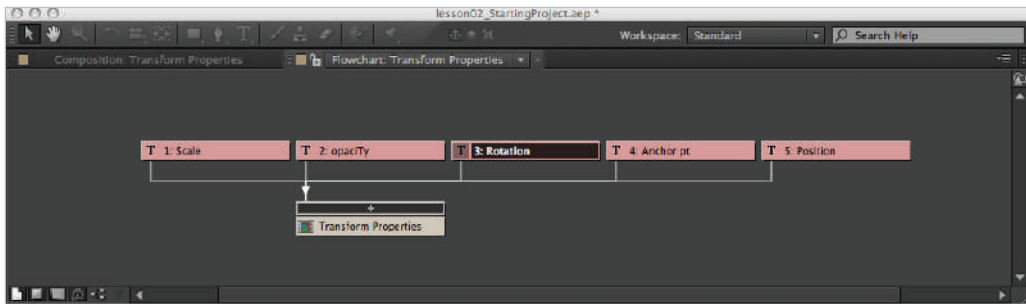 lesson02_StartingProject.aep *
Workspace: Standard Search Help
Composition: Transform Properties Flowchart: Transform Properties
T 1: Scale T 2: opaciTy T 3: Rotation T 4: Anchor pt T 5: Position
Transform Properties